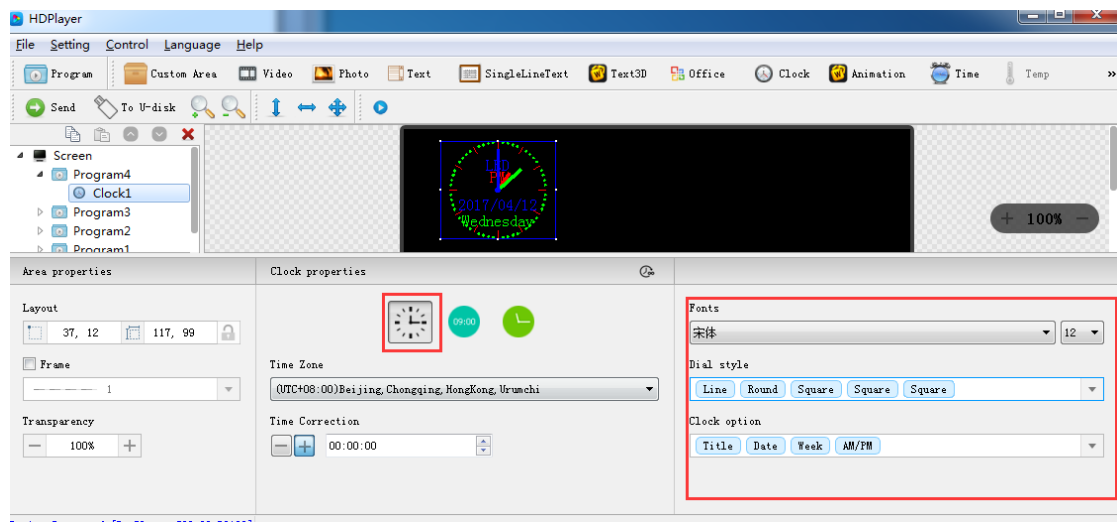 HDPlayer
File Setting Control Language Help
Program Custom Area Video Photo Text SingleLineText Text3D Office Clock Animation Time Temp »
Send To U-disk
Screen
Program4
Clock1
Program3
Program2
Program1
LED
PM
2017/04/12
Wednesday
+ 100% −
Area properties
Clock properties
Layout
37, 12 117, 99
Frame
1
Transparency
— 100% +
09:00
Time Zone
(UTC+08:00)Beijing,Chongqing,HongKong,Urumchi
Time Correction
00:00:00
Fonts
宋体 12
Dial style
Line Round Square Square Square
Clock option
Title Date Week AM/PM